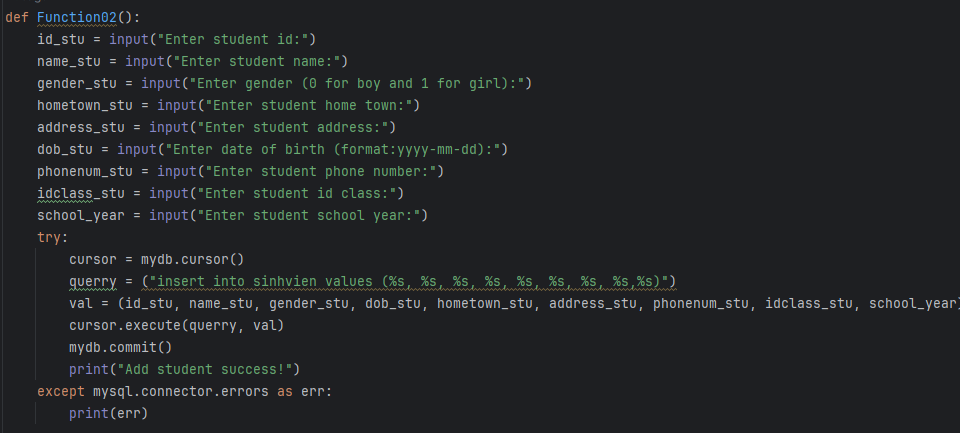 def Function02():
    id_stu = input("Enter student id:")
    name_stu = input("Enter student name:")
    gender_stu = input("Enter gender (0 for boy and 1 for girl):")
    hometown_stu = input("Enter student home town:")
    address_stu = input("Enter student address:")
    dob_stu = input("Enter date of birth (format:yyyy-mm-dd):")
    phonenum_stu = input("Enter student phone number:")
    idclass_stu = input("Enter student id class:")
    school_year = input("Enter student school year:")
    try:
        cursor = mydb.cursor()
        querry = ("insert into sinhvien values (%s, %s, %s, %s, %s, %s, %s, %s,%s)")
        val = (id_stu, name_stu, gender_stu, dob_stu, hometown_stu, address_stu, phonenum_stu, idclass_stu, school_year)
        cursor.execute(querry, val)
        mydb.commit()
        print("Add student success!")
    except mysql.connector.errors as err:
        print(err)